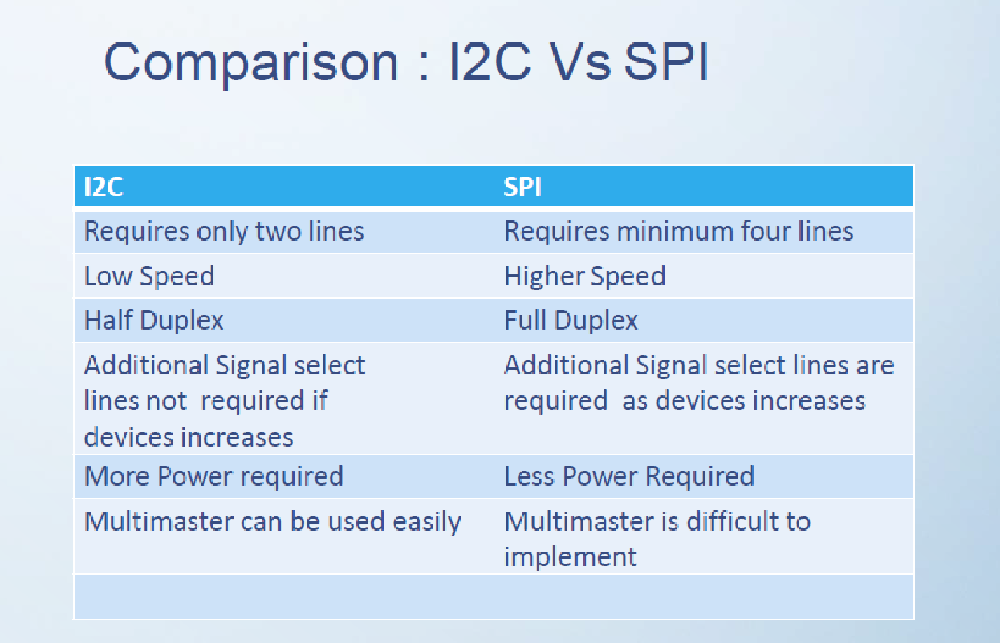 Comparison : I2C Vs SPI
I2C
SPI
Requires only two lines
Requires minimum four lines
Low Speed
Higher Speed
Half Duplex
Full Duplex
Additional Signal select
lines not required if
devices increases
Additional Signal select lines are
required as devices increases
More Power required
Less Power Required
Multimaster can be used easily
Multimaster is difficult to
implement